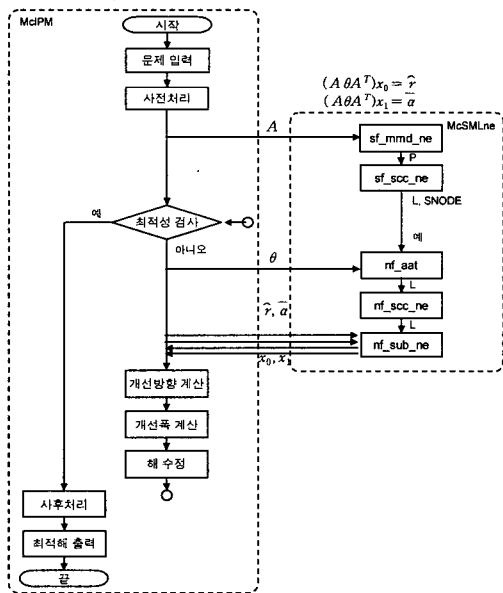 McIPM
시작
문제 입력
사전처리
A
최적성 검사
예
아니오
θ
r̂, ā
x₀, x₁
개선방향 계산
개선폭 계산
해 수정
사후처리
최적해 출력
끝
(AθAᵀ)x₀ = r̂
(AθAᵀ)x₁ = ā
McSMLne
sf_mmd_ne
P
sf_scc_ne
L, SNODE
예
nf_aat
L
nf_scc_ne
L
nf_sub_ne